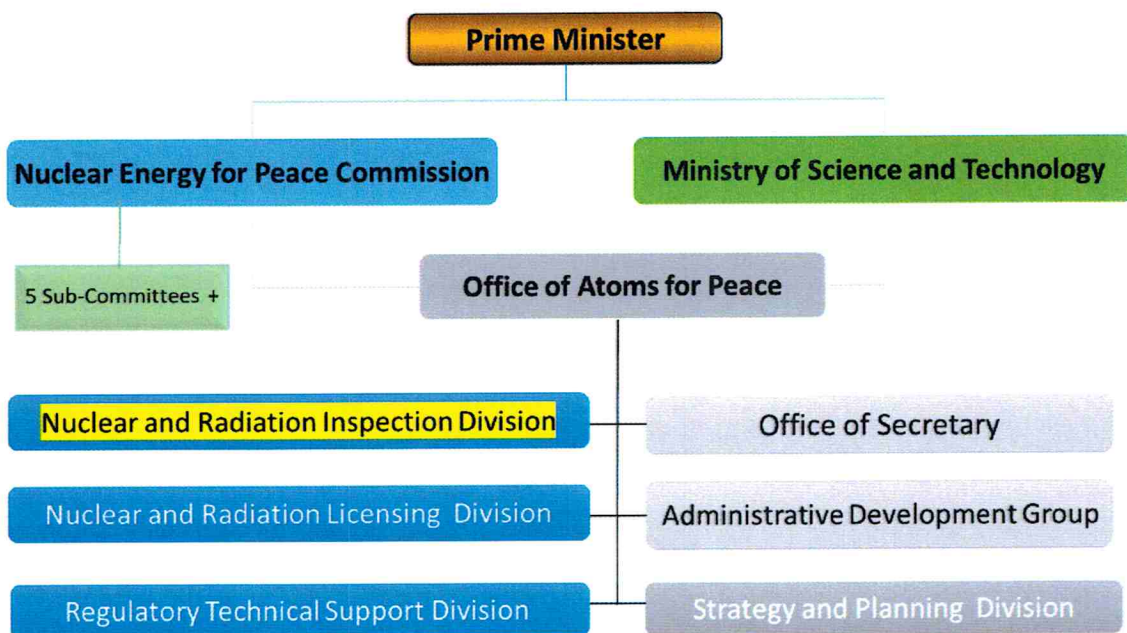 Prime Minister
Nuclear Energy for Peace Commission
Ministry of Science and Technology
5 Sub-Committees +
Office of Atoms for Peace
Nuclear and Radiation Inspection Division
Office of Secretary
Nuclear and Radiation Licensing Division
Administrative Development Group
Regulatory Technical Support Division
Strategy and Planning Division